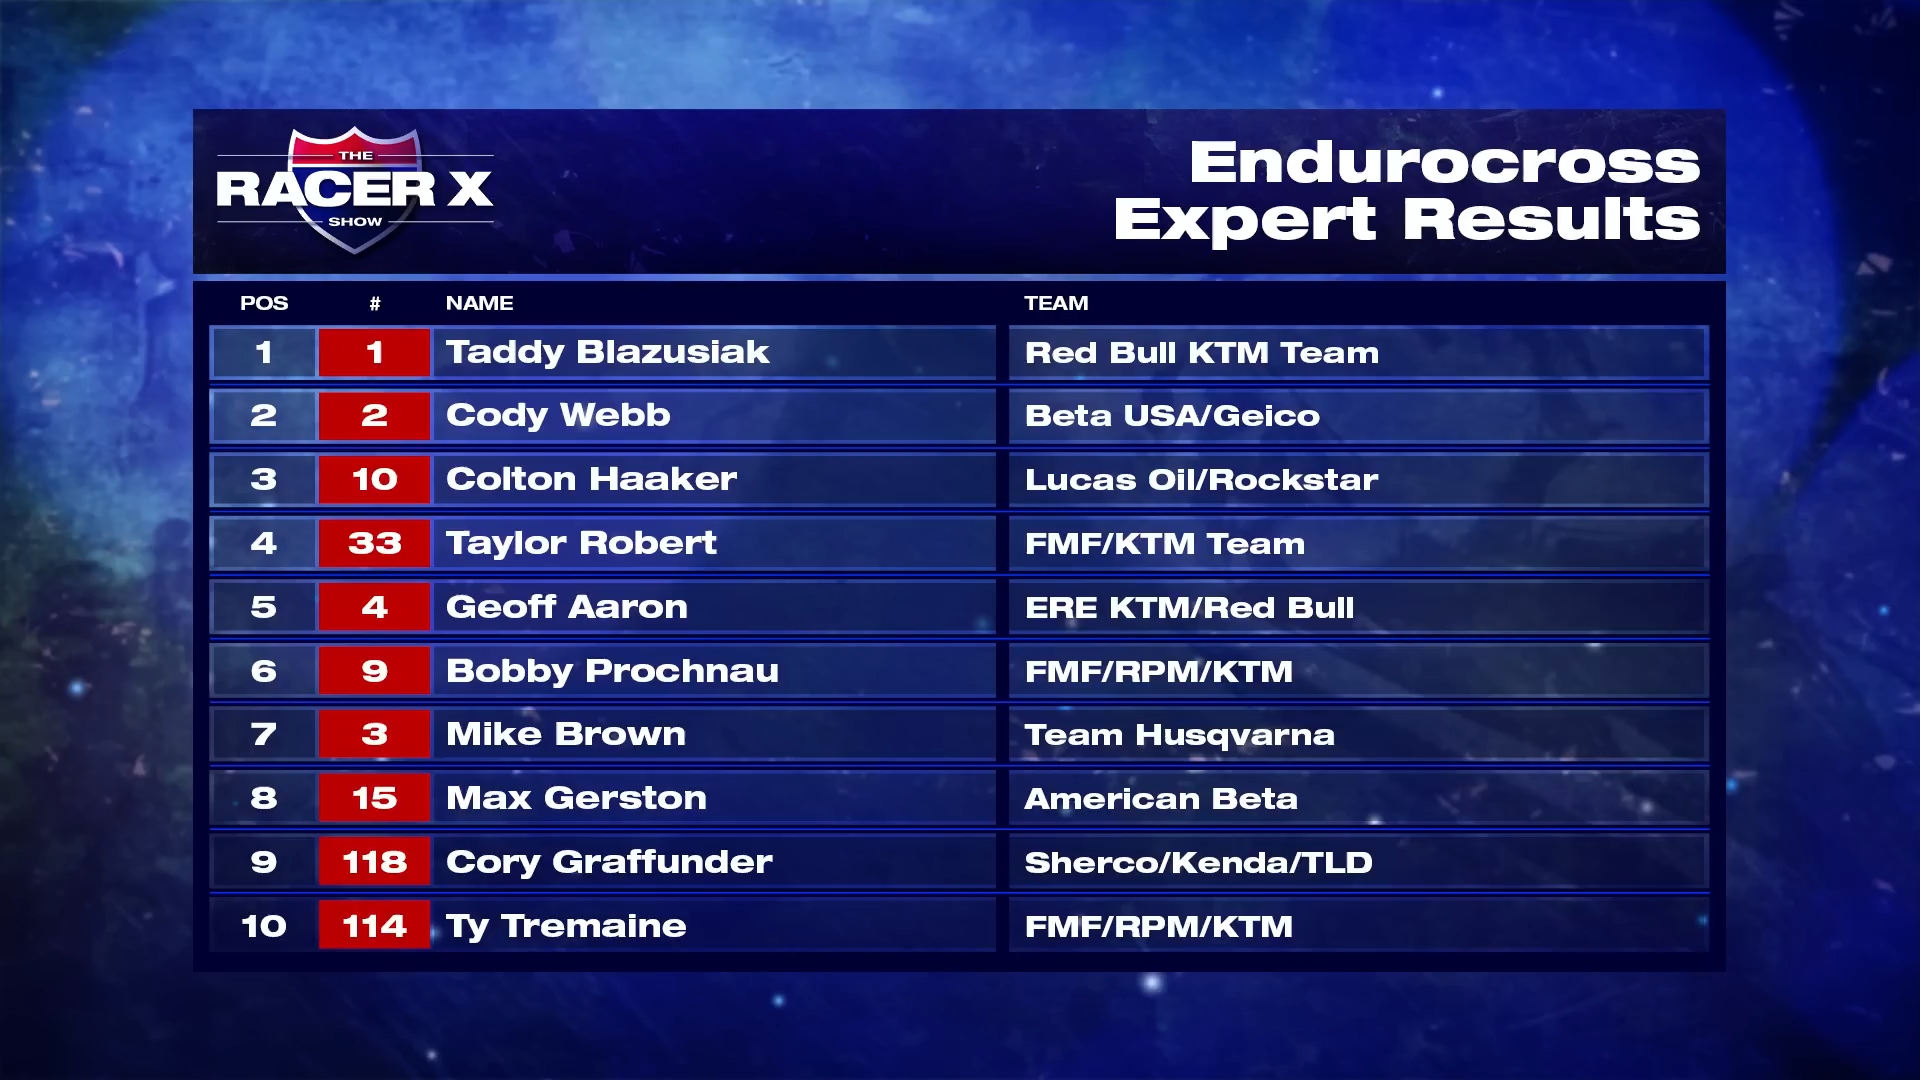 THE
RACER X
SHOW
Endurocross
Expert Results
POS # NAME TEAM
1 1 Taddy Blazusiak Red Bull KTM Team
2 2 Cody Webb Beta USA/Geico
3 10 Colton Haaker Lucas Oil/Rockstar
4 33 Taylor Robert FMF/KTM Team
5 4 Geoff Aaron ERE KTM/Red Bull
6 9 Bobby Prochnau FMF/RPM/KTM
7 3 Mike Brown Team Husqvarna
8 15 Max Gerston American Beta
9 118 Cory Graffunder Sherco/Kenda/TLD
10 114 Ty Tremaine FMF/RPM/KTM